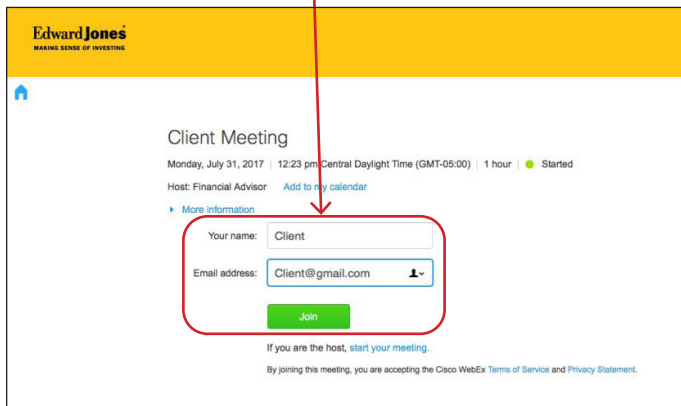 Edward Jones
MAKING SENSE OF INVESTING
Client Meeting
Monday, July 31, 2017 | 12:23 pm Central Daylight Time (GMT-05:00) | 1 hour | Started
Host: Financial Advisor Add to my calendar
More information
Your name: Client
Email address: Client@gmail.com
Join
If you are the host, start your meeting.
By joining this meeting, you are accepting the Cisco WebEx Terms of Service and Privacy Statement.